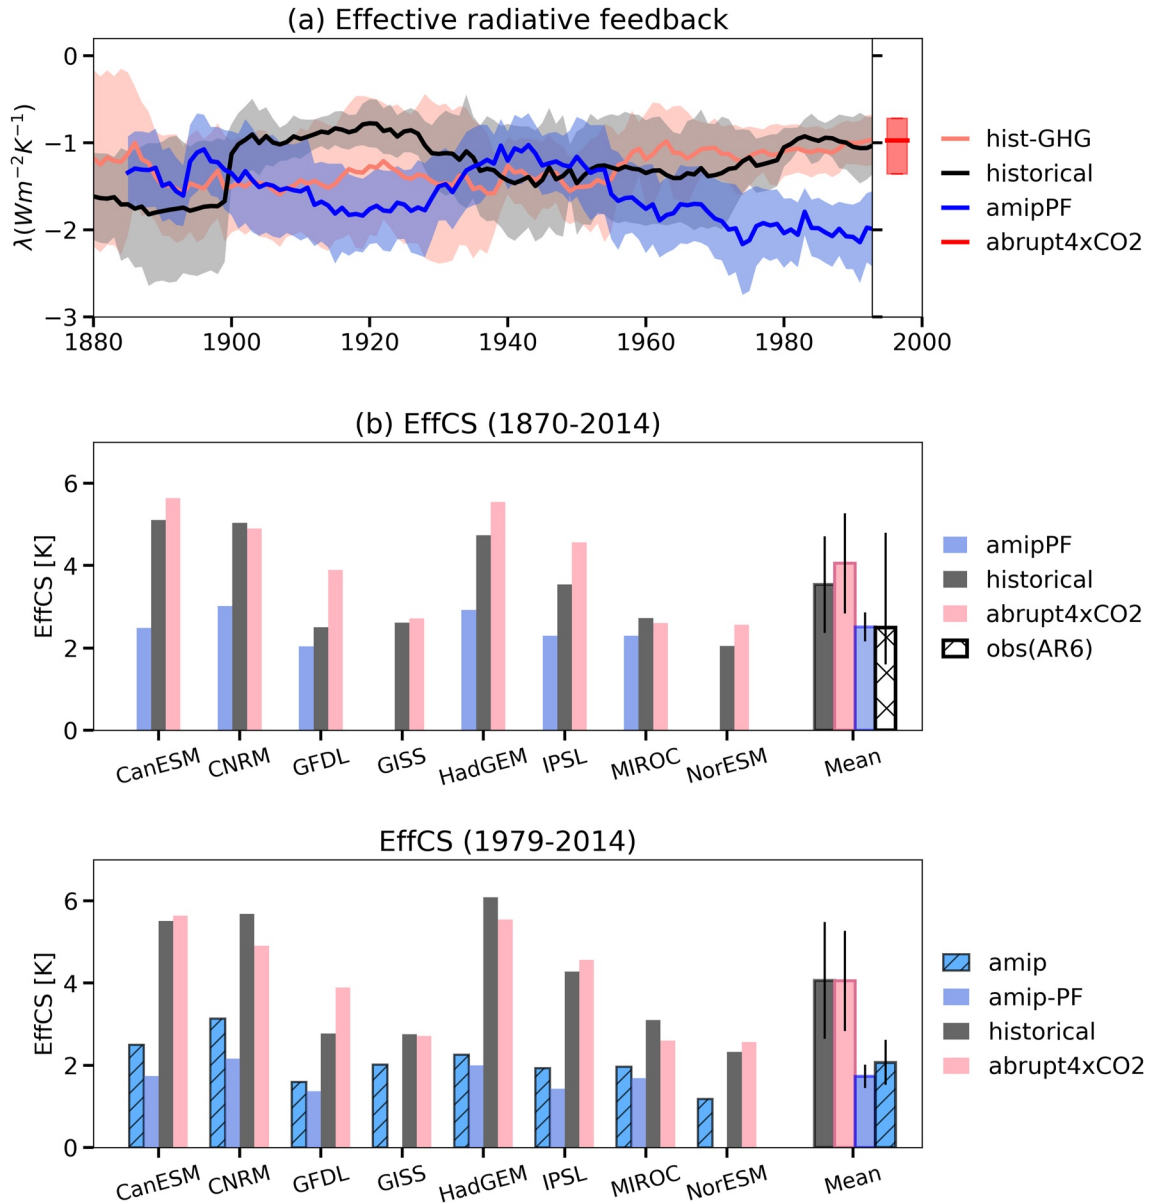 (a) Effective radiative feedback
0
−1
−2
−3
λ(Wm⁻²K⁻¹)
1880 1900 1920 1940 1960 1980 2000
hist-GHG
historical
amipPF
abrupt4xCO2
(b) EffCS (1870-2014)
6
4
2
0
EffCS [K]
CanESM CNRM GFDL GISS HadGEM IPSL MIROC NorESM Mean
amipPF
historical
abrupt4xCO2
obs(AR6)
EffCS (1979-2014)
6
4
2
0
EffCS [K]
CanESM CNRM GFDL GISS HadGEM IPSL MIROC NorESM Mean
amip
amip-PF
historical
abrupt4xCO2